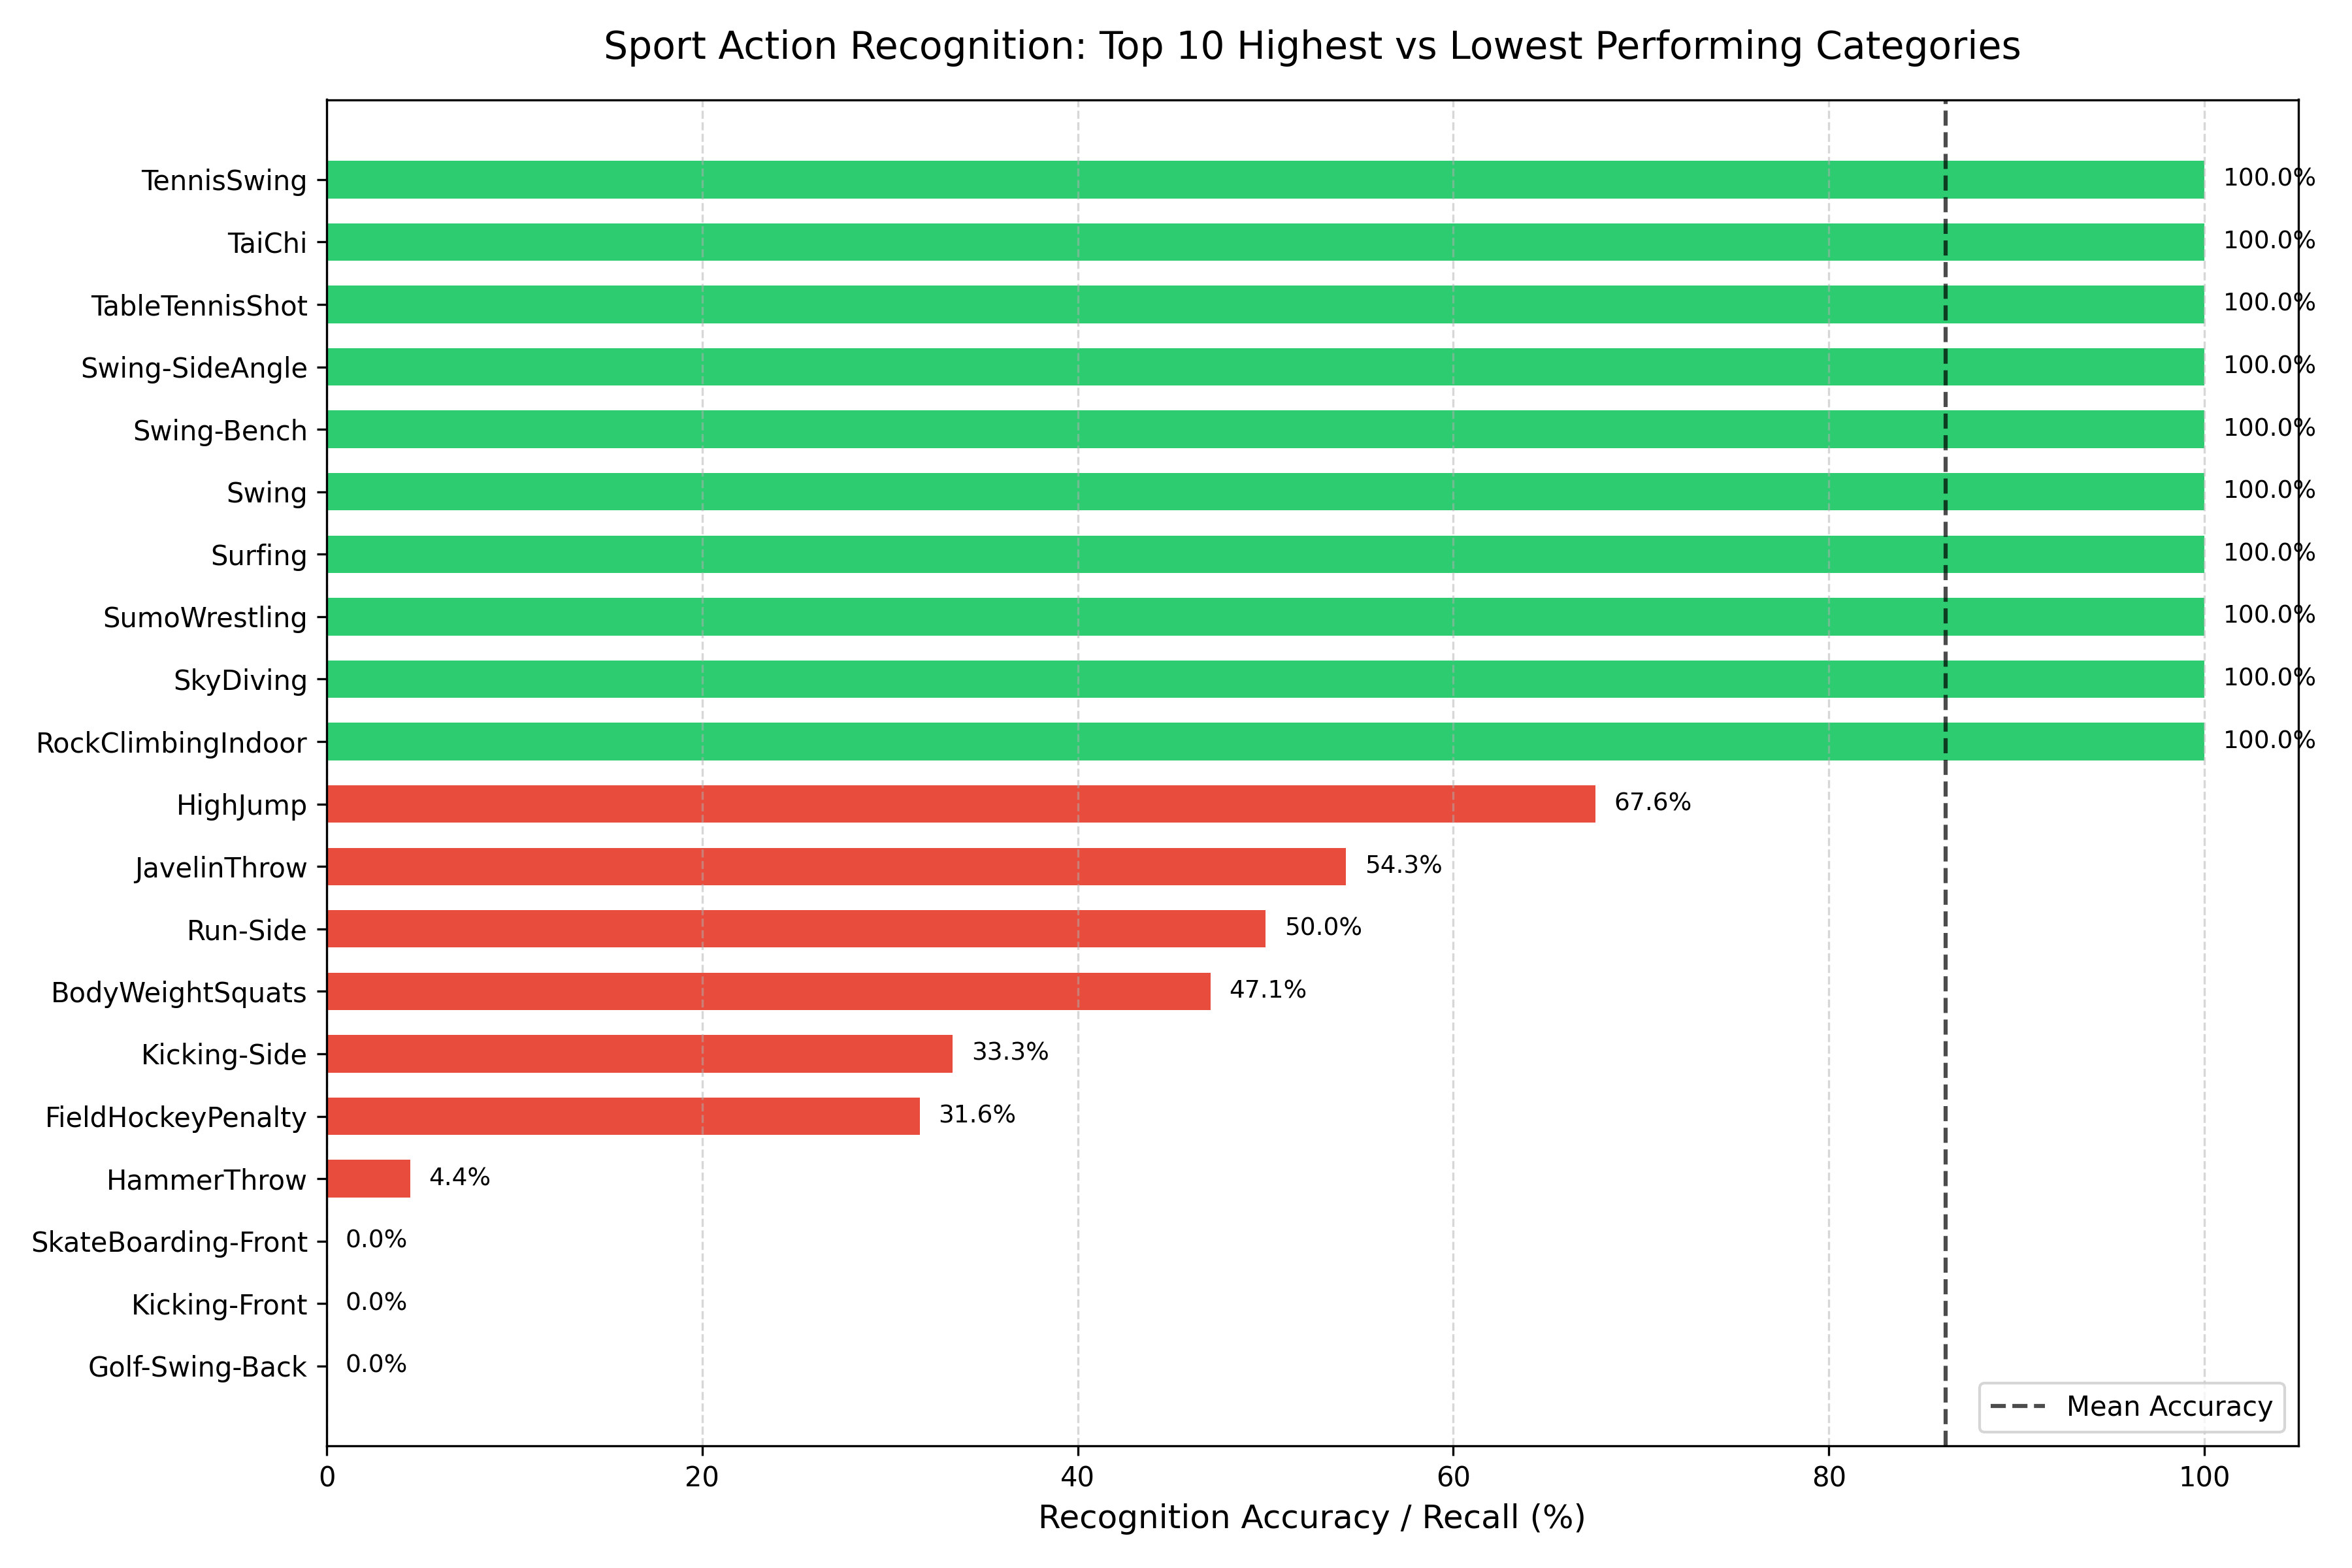 Sport Action Recognition: Top 10 Highest vs Lowest Performing Categories
TennisSwing 100.0%
TaiChi 100.0%
TableTennisShot 100.0%
Swing-SideAngle 100.0%
Swing-Bench 100.0%
Swing 100.0%
Surfing 100.0%
SumoWrestling 100.0%
SkyDiving 100.0%
RockClimbingIndoor 100.0%
HighJump 67.6%
JavelinThrow 54.3%
Run-Side 50.0%
BodyWeightSquats 47.1%
Kicking-Side 33.3%
FieldHockeyPenalty 31.6%
HammerThrow 4.4%
SkateBoarding-Front 0.0%
Kicking-Front 0.0%
Golf-Swing-Back 0.0%
Mean Accuracy
0 20 40 60 80 100
Recognition Accuracy / Recall (%)